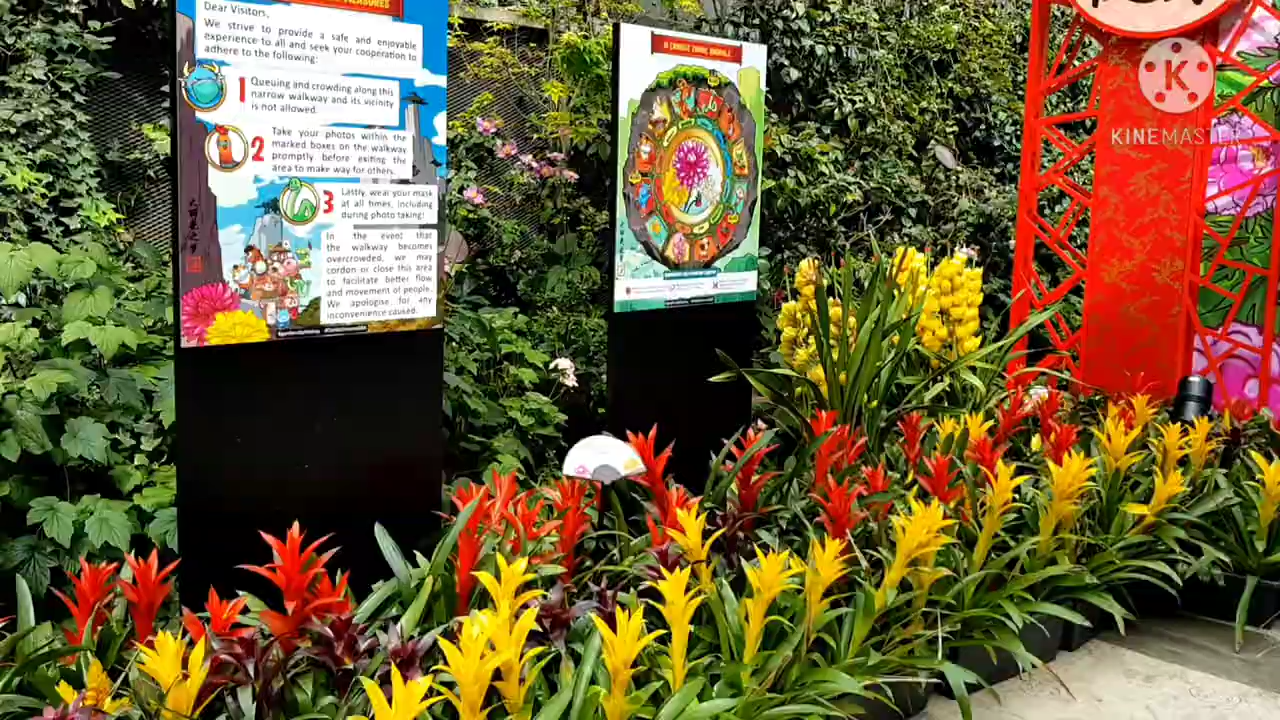 TREASURES
Dear Visitors,
We strive to provide a safe and enjoyable
experience to all and seek your cooperation to
adhere to the following:
1
Queuing and crowding along this
narrow walkway and its vicinity
is not allowed.
2
Take your photos within the
marked boxes on the walkway
promptly before exiting the
area to make way for others.
3
Lastly, wear your mask
at all times, including
during photo taking!
In the event that
the walkway becomes
overcrowded, we may
cordon or close this area
to facilitate better flow
and movement of people.
We apologise for any
inconvenience caused.
K
KINEMASTER